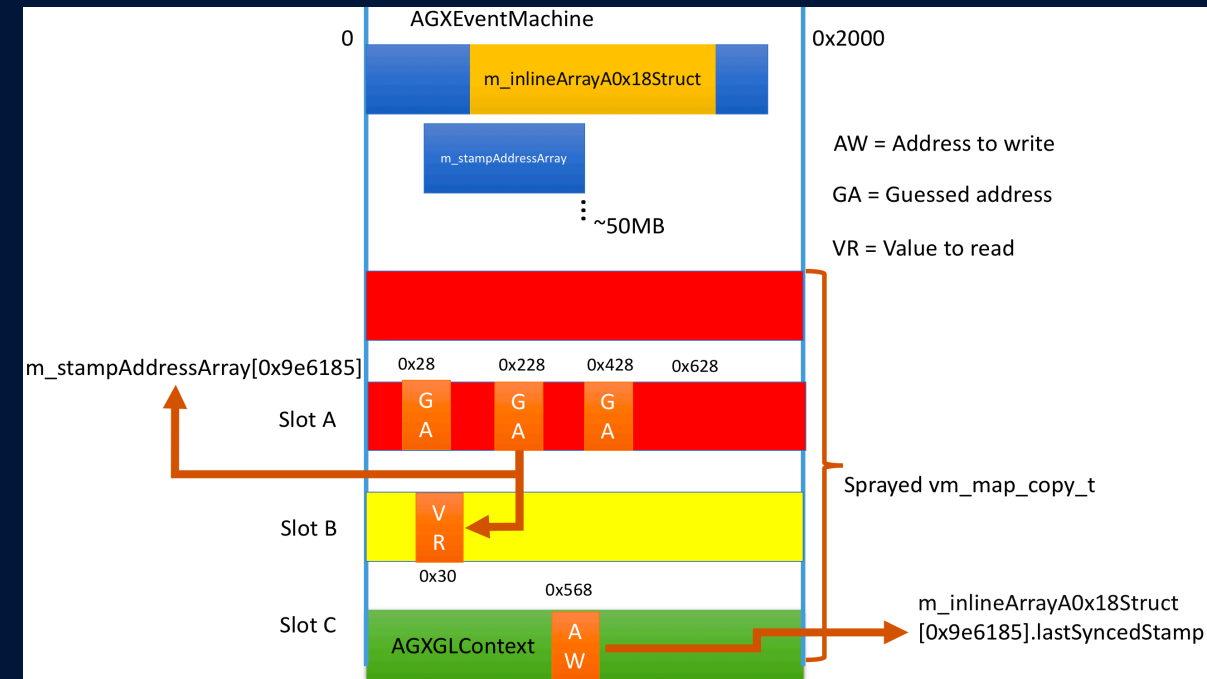 AGXEventMachine
0
0x2000
m_inlineArrayA0x18Struct
m_stampAddressArray
~50MB
AW = Address to write
GA = Guessed address
VR = Value to read
m_stampAddressArray[0x9e6185]
0x28
0x228
0x428
0x628
Slot A
G
A
G
A
G
A
Sprayed vm_map_copy_t
Slot B
V
R
0x30
0x568
Slot C
AGXGLContext
A
W
m_inlineArrayA0x18Struct
[0x9e6185].lastSyncedStamp